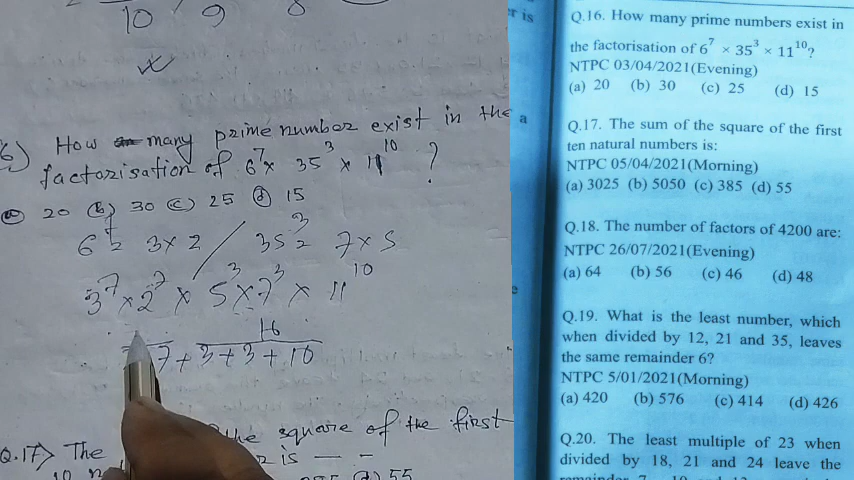 10 9 8
6) How many prime number exist in the
factorisation of 6⁷ x 35³ x 11¹⁰ ?
(a) 20 (b) 30 (c) 25 (d) 15
3x2 / 35³ 7x5
3⁷ x 2⁷ x 5³ x 7³ x 11¹⁰
16
7 + 3 + 3 + 10
Q.17> The square of the first
is — -
(d) 55
Q.16. How many prime numbers exist in
the factorisation of 6⁷ × 35³ × 11¹⁰?
NTPC 03/04/2021(Evening)
(a) 20 (b) 30 (c) 25 (d) 15
Q.17. The sum of the square of the first
ten natural numbers is:
NTPC 05/04/2021(Morning)
(a) 3025 (b) 5050 (c) 385 (d) 55
Q.18. The number of factors of 4200 are:
NTPC 26/07/2021(Evening)
(a) 64 (b) 56 (c) 46 (d) 48
Q.19. What is the least number, which
when divided by 12, 21 and 35, leaves
the same remainder 6?
NTPC 5/01/2021(Morning)
(a) 420 (b) 576 (c) 414 (d) 426
Q.20. The least multiple of 23 when
divided by 18, 21 and 24 leave the